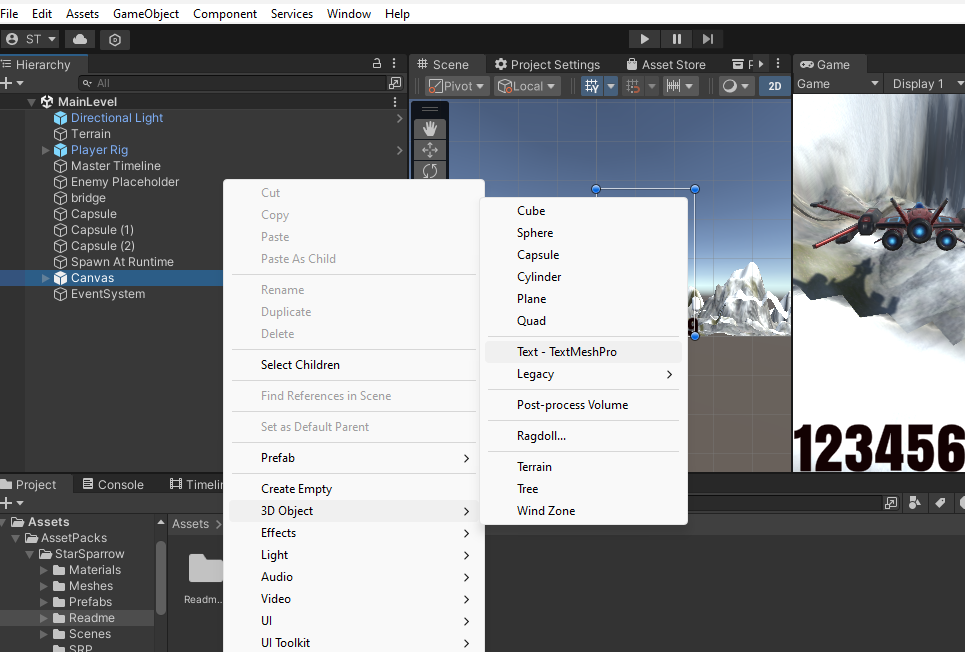 File Edit Assets GameObject Component Services Window Help
ST
Hierarchy
All
MainLevel
Directional Light
Terrain
Player Rig
Master Timeline
Enemy Placeholder
bridge
Capsule
Capsule (1)
Capsule (2)
Spawn At Runtime
Canvas
EventSystem
Scene Project Settings Asset Store P
Pivot Local 2D
Game
Game Display 1
123456
Cut
Copy
Paste
Paste As Child
Rename
Duplicate
Delete
Select Children
Find References in Scene
Set as Default Parent
Prefab
Create Empty
3D Object
Effects
Light
Audio
Video
UI
UI Toolkit
Cube
Sphere
Capsule
Cylinder
Plane
Quad
Text - TextMeshPro
Legacy
Post-process Volume
Ragdoll...
Terrain
Tree
Wind Zone
Project Console Timelin
Assets
AssetPacks
StarSparrow
Materials
Meshes
Prefabs
Readme
Scenes
SRP
Assets
Readm...